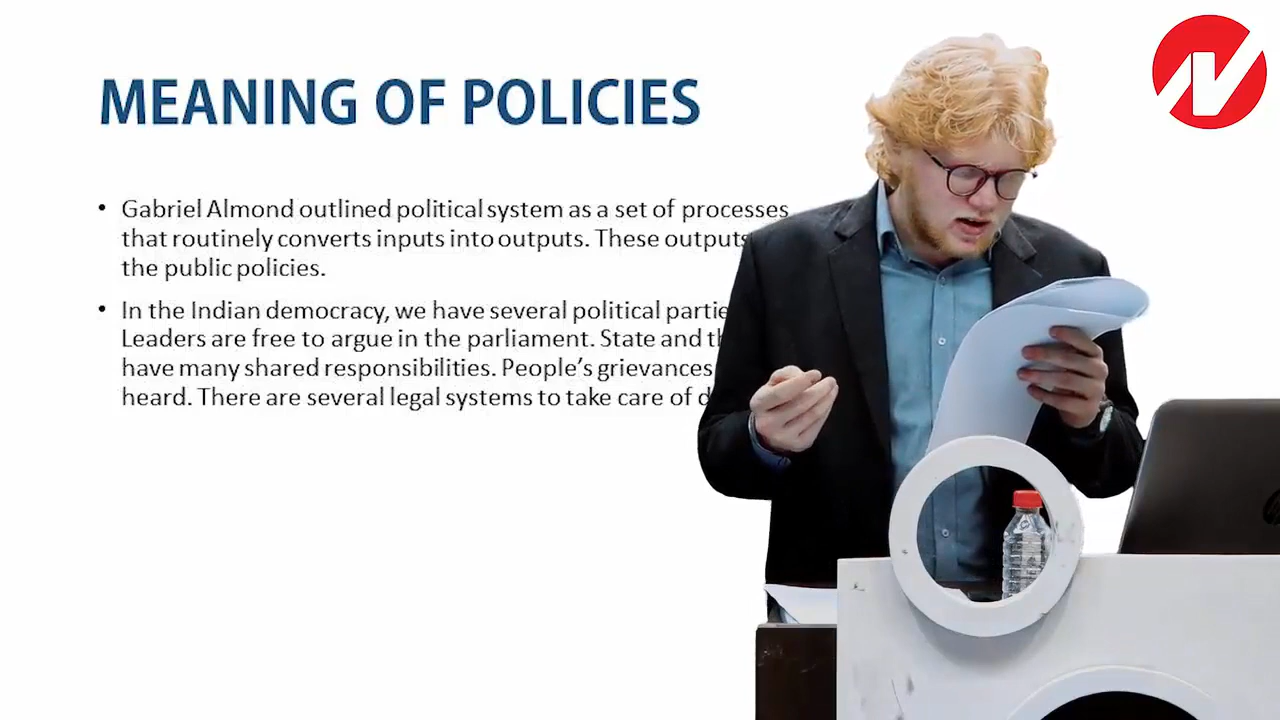 MEANING OF POLICIES
• Gabriel Almond outlined political system as a set of processes
that routinely converts inputs into outputs. These outputs
the public policies.
• In the Indian democracy, we have several political
Leaders are free to argue in the parliament. State and
have many shared responsibilities. People’s grievances
heard. There are several legal systems to take care of